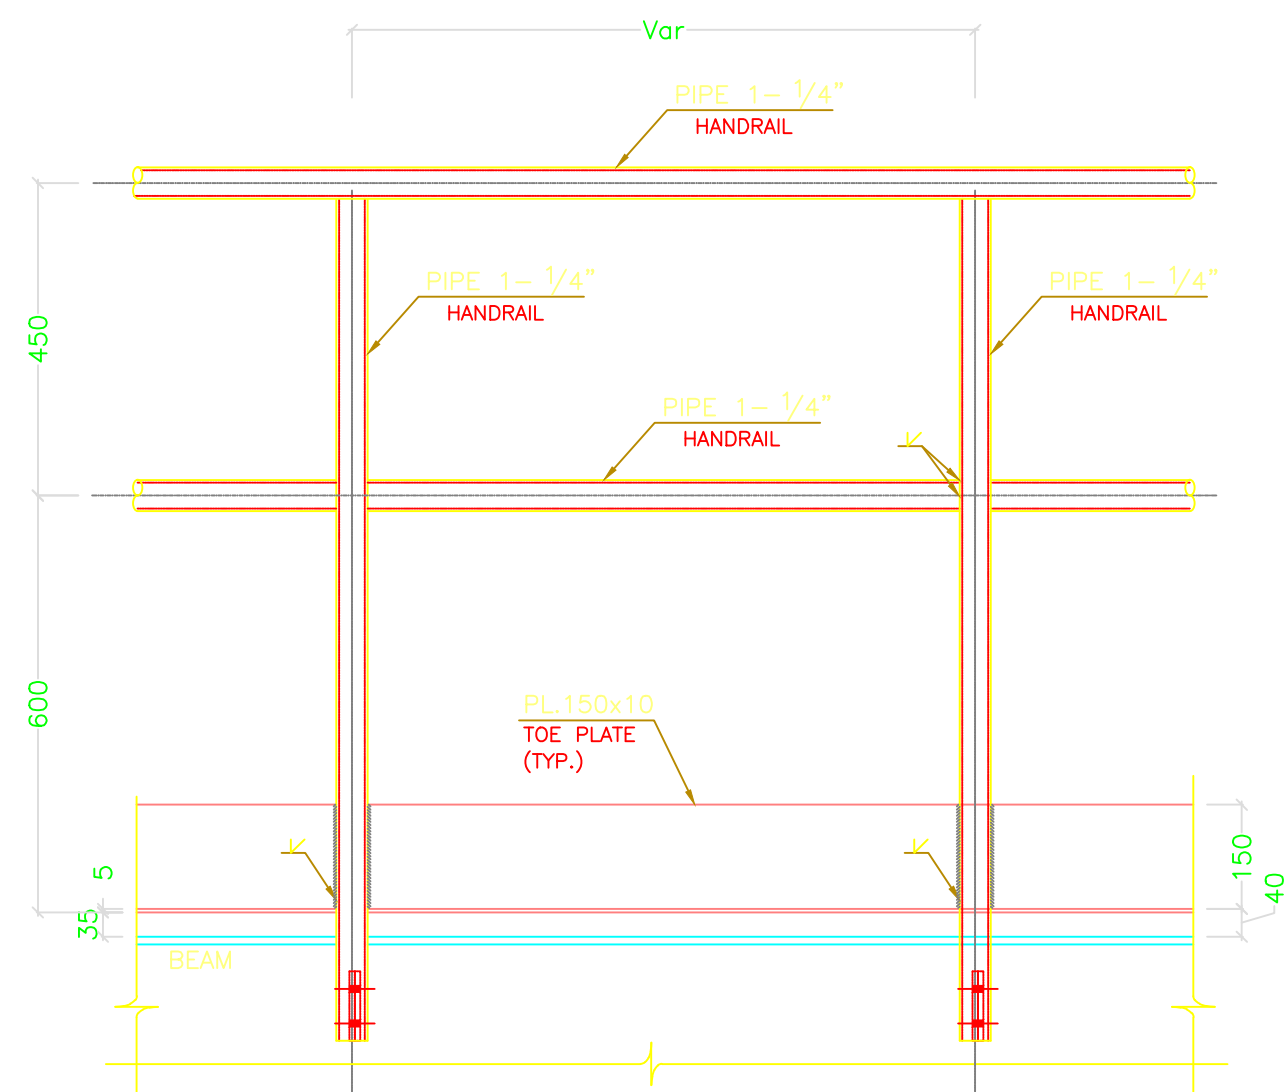 Var
PIPE 1- 1/4"
HANDRAIL
PIPE 1- 1/4"
HANDRAIL
PIPE 1- 1/4"
HANDRAIL
450
PIPE 1- 1/4"
HANDRAIL
600
PL.150x10
TOE PLATE
(TYP.)
5
150
40
35
BEAM